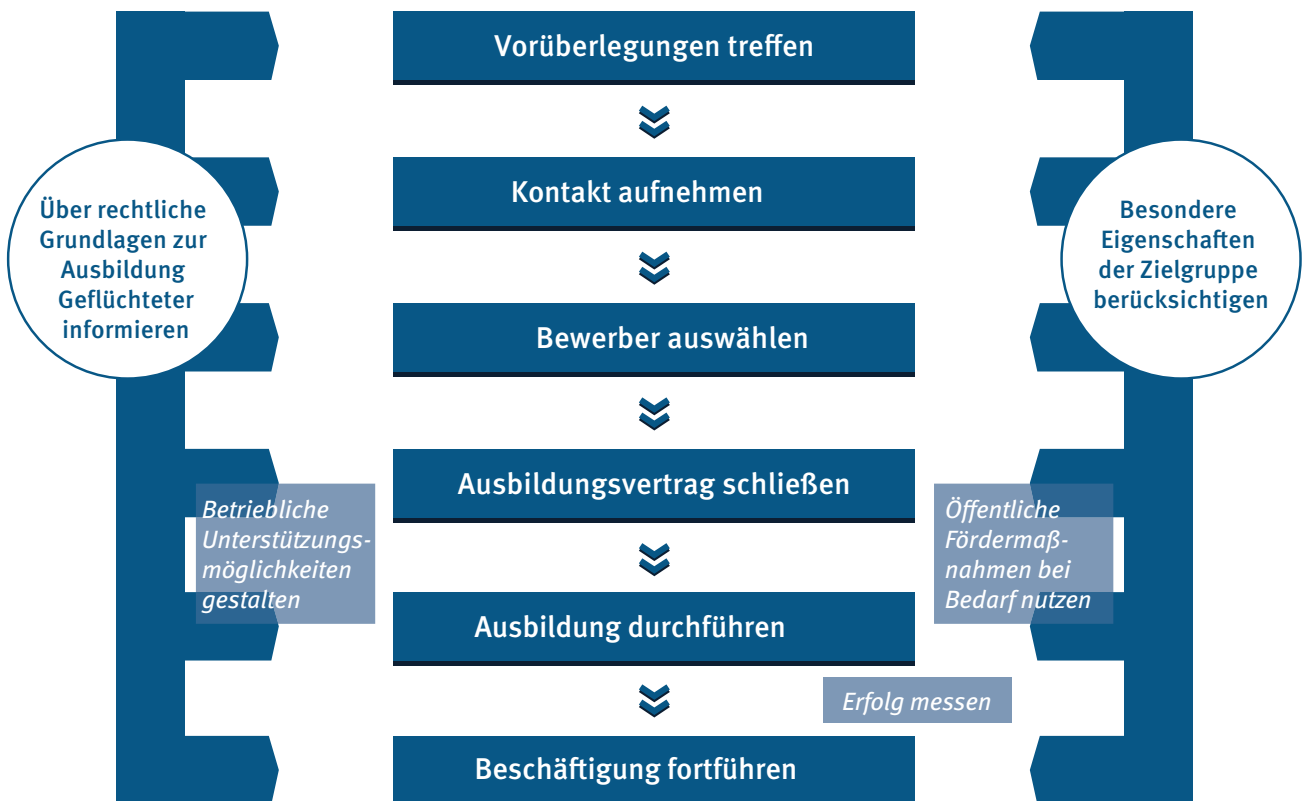 Vorüberlegungen treffen
Kontakt aufnehmen
Über rechtliche
Grundlagen zur
Ausbildung
Geflüchteter
informieren
Besondere
Eigenschaften
der Zielgruppe
berücksichtigen
Bewerber auswählen
Ausbildungsvertrag schließen
Betriebliche
Unterstützungs-
möglichkeiten
gestalten
Öffentliche
Fördermaß-
nahmen bei
Bedarf nutzen
Ausbildung durchführen
Erfolg messen
Beschäftigung fortführen